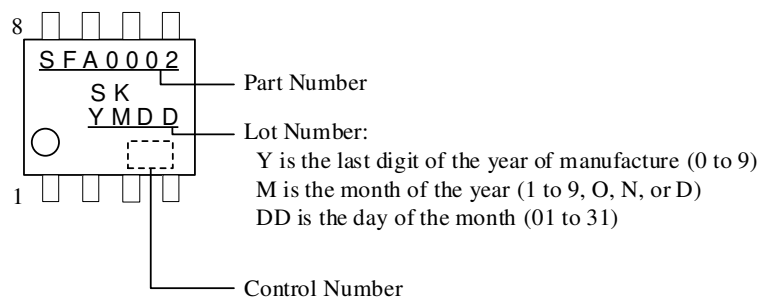 8
SFA0002
Part Number
SK
YMDD
Lot Number:
Y is the last digit of the year of manufacture (0 to 9)
M is the month of the year (1 to 9, O, N, or D)
DD is the day of the month (01 to 31)
1
Control Number